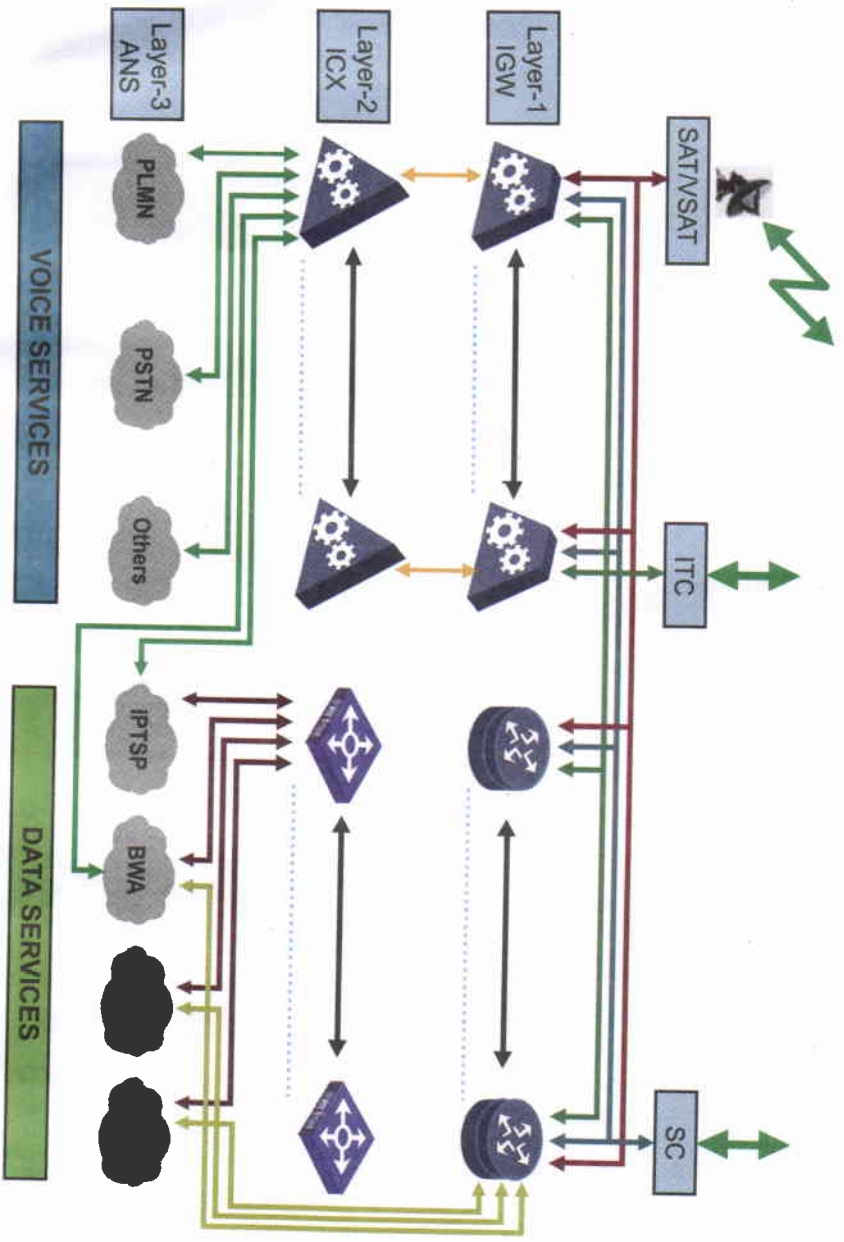 SAT/VSAT
ITC
SC
Layer-1
IGW
Layer-2
ICX
Layer-3
ANS
PLMN
PSTN
Others
IPTSP
BWA
VOICE SERVICES
DATA SERVICES